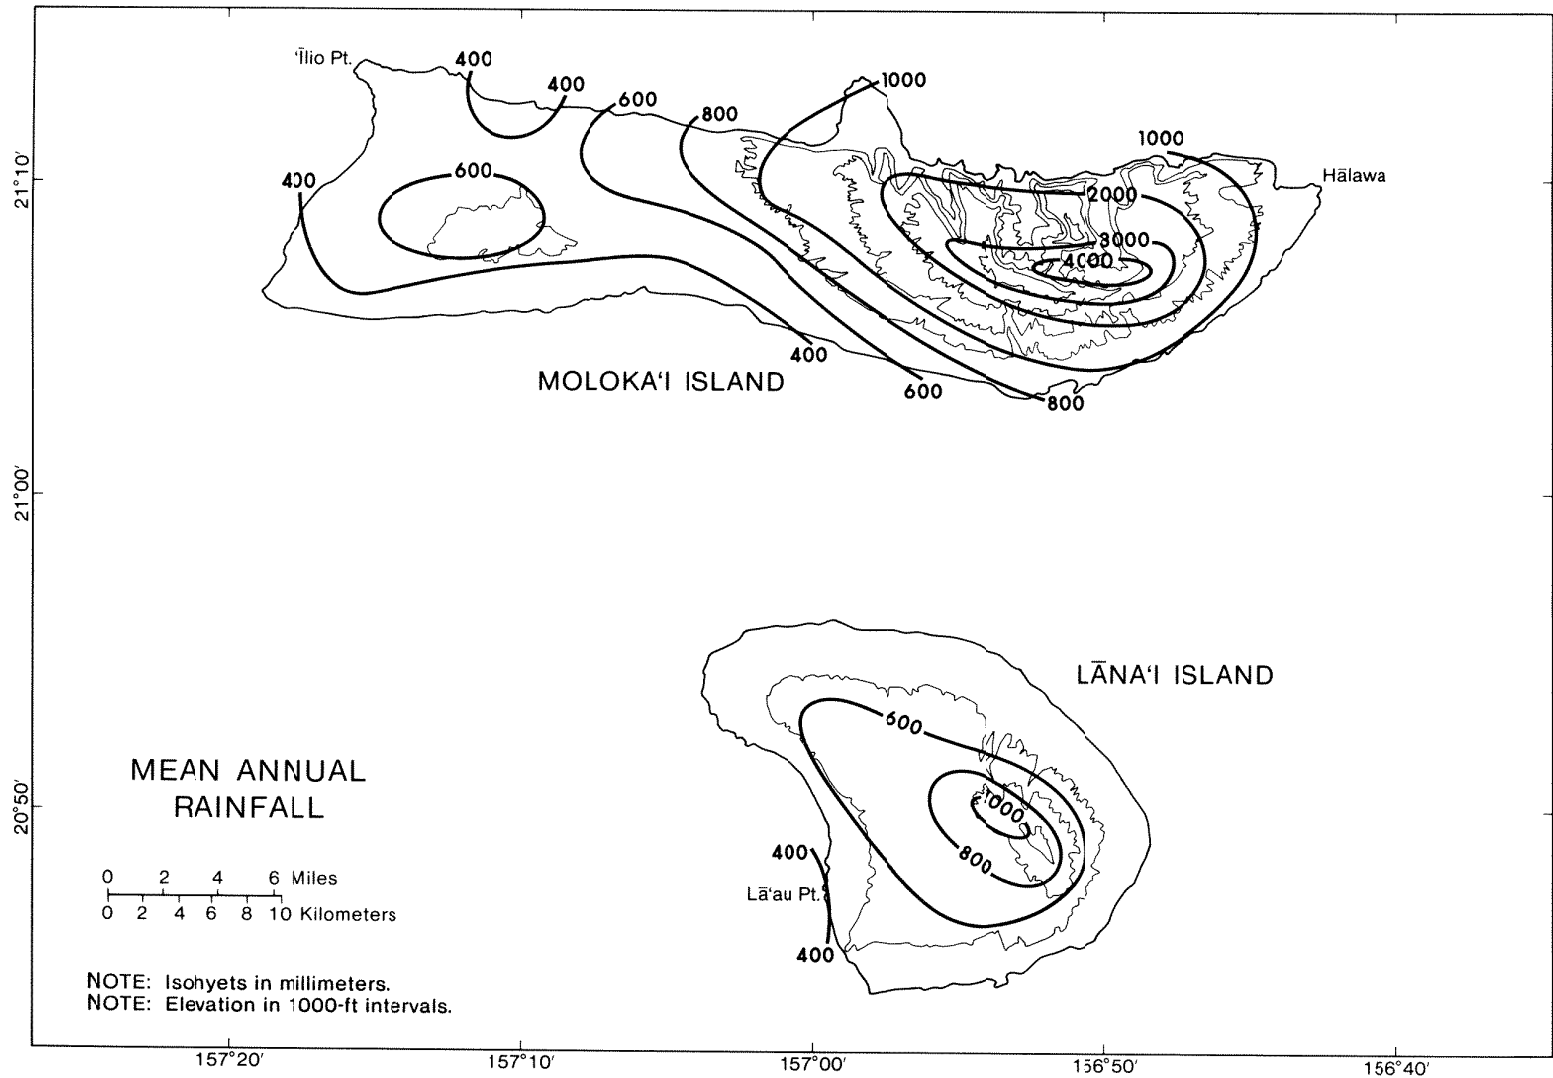 'Īlio Pt.
400
400
600
800
1000
1000
Hālawa
21°10'
400
600
2000
3000
4000
400
600
800
MOLOKA'I ISLAND
21°00'
LĀNA'I ISLAND
600
MEAN ANNUAL
RAINFALL
20°50'
1000
800
400
Lā'au Pt.
400
0 2 4 6 Miles
0 2 4 6 8 10 Kilometers
NOTE: Isohyets in millimeters.
NOTE: Elevation in 1000-ft intervals.
157°20' 157°10' 157°00' 156°50' 156°40'